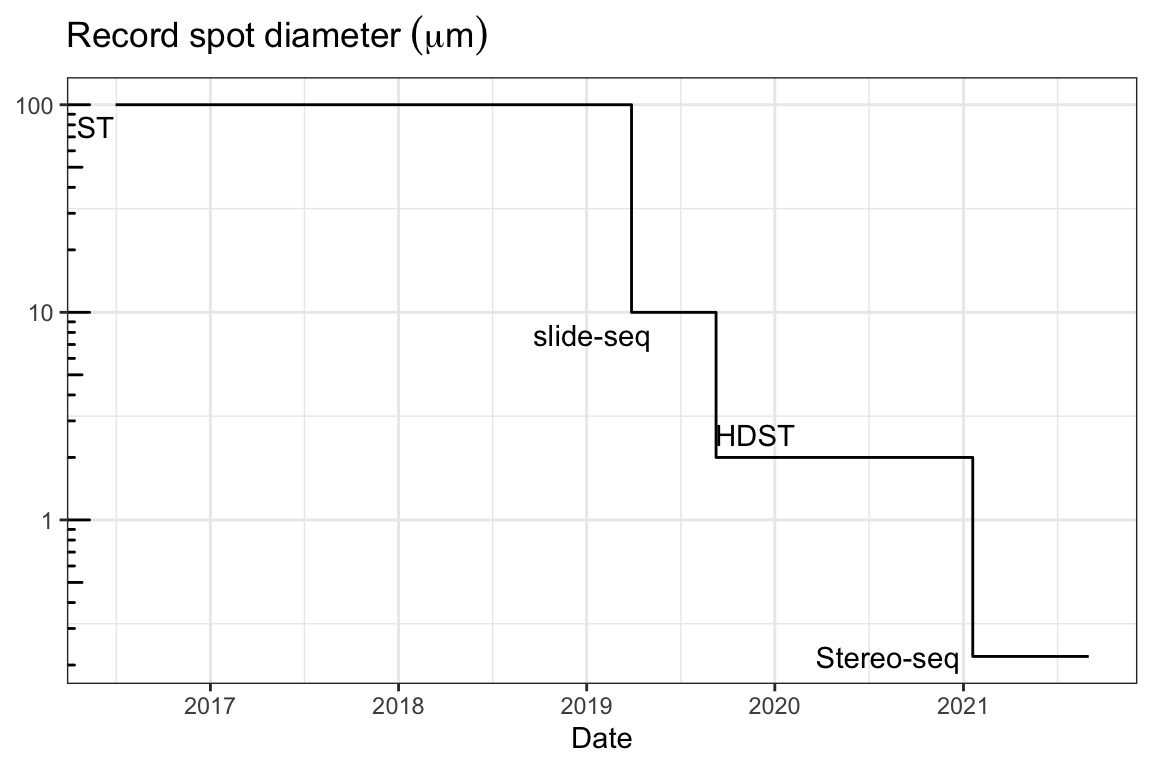 Record spot diameter (μm)
100
ST
10
slide-seq
HDST
1
Stereo-seq
2017 2018 2019 2020 2021
Date